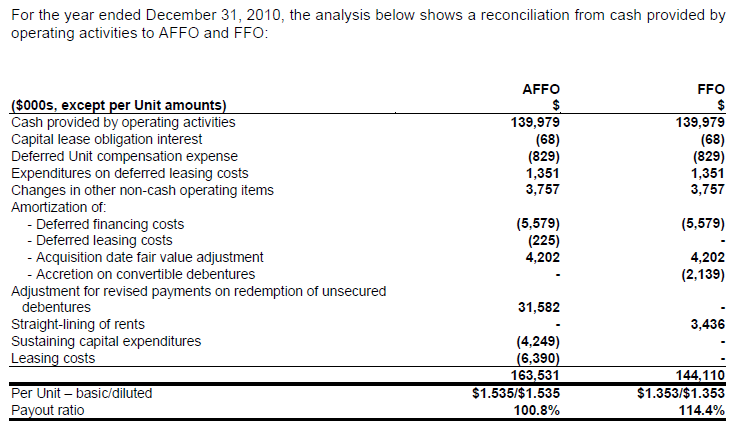 For the year ended December 31, 2010, the analysis below shows a reconciliation from cash provided by
operating activities to AFFO and FFO:
AFFO FFO
($000s, except per Unit amounts) $ $
Cash provided by operating activities 139,979 139,979
Capital lease obligation interest (68) (68)
Deferred Unit compensation expense (829) (829)
Expenditures on deferred leasing costs 1,351 1,351
Changes in other non-cash operating items 3,757 3,757
Amortization of:
- Deferred financing costs (5,579) (5,579)
- Deferred leasing costs (225) -
- Acquisition date fair value adjustment 4,202 4,202
- Accretion on convertible debentures - (2,139)
Adjustment for revised payments on redemption of unsecured
debentures 31,582 -
Straight-lining of rents - 3,436
Sustaining capital expenditures (4,249) -
Leasing costs (6,390) -
163,531 144,110
Per Unit – basic/diluted $1.535/$1.535 $1.353/$1.353
Payout ratio 100.8% 114.4%